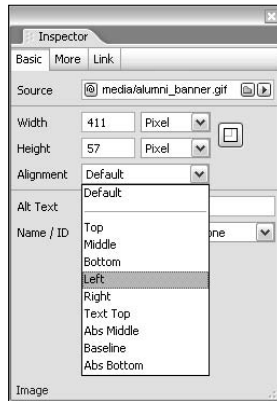 Inspector
Basic More Link
Source media/alumni_banner.gif
Width 411 Pixel
Height 57 Pixel
Alignment Default
Default
Top
Middle
Bottom
Left
Right
Text Top
Abs Middle
Baseline
Abs Bottom
Alt Text
Name / ID
Image